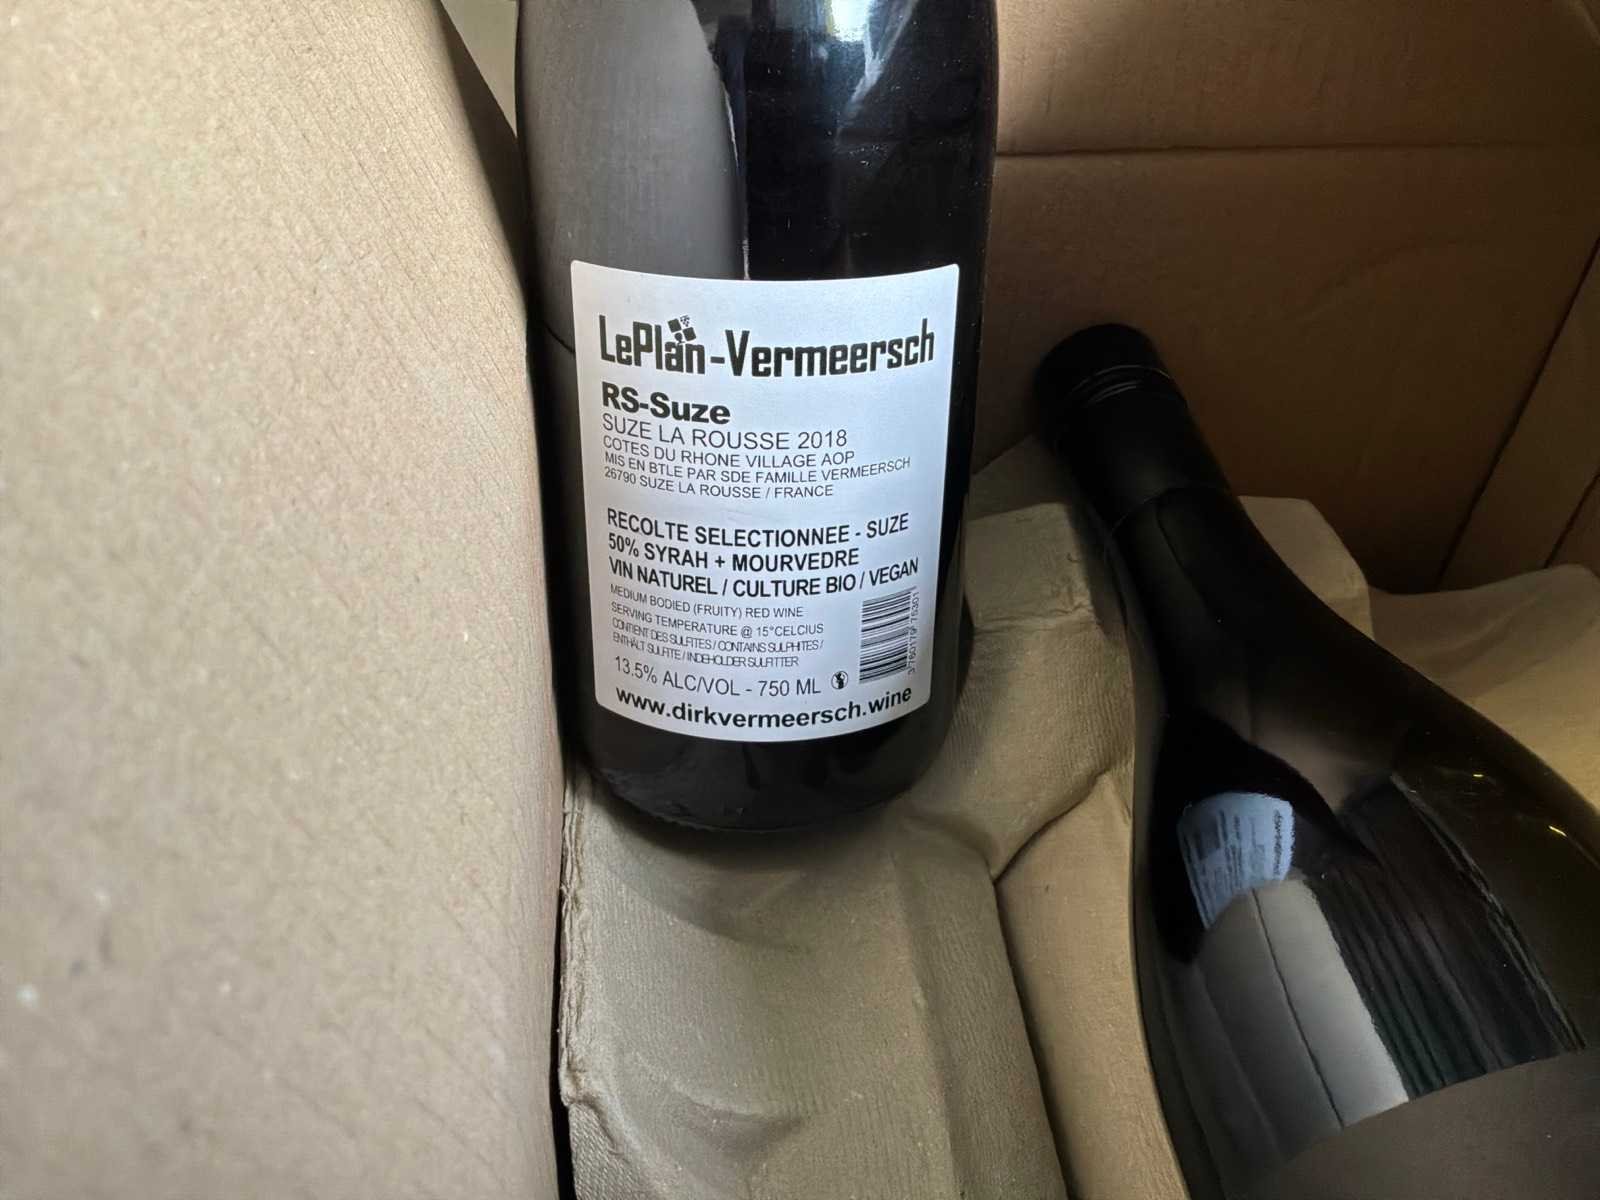 LePlan-Vermeersch
RS-Suze
SUZE LA ROUSSE 2018
COTES DU RHONE VILLAGE AOP
MIS EN BTLE PAR SDE FAMILLE VERMEERSCH
26790 SUZE LA ROUSSE / FRANCE
RECOLTE SELECTIONNEE - SUZE
50% SYRAH + MOURVEDRE
VIN NATUREL / CULTURE BIO / VEGAN
MEDIUM BODIED (FRUITY) RED WINE
SERVING TEMPERATURE @ 15°CELCIUS
CONTIENT DES SULFITES / CONTAINS SULPHITES /
ENTHÄLT SULFITE / INDEHOLDER SULFITTER
13.5% ALC/VOL - 750 ML
www.dirkvermeersch.wine